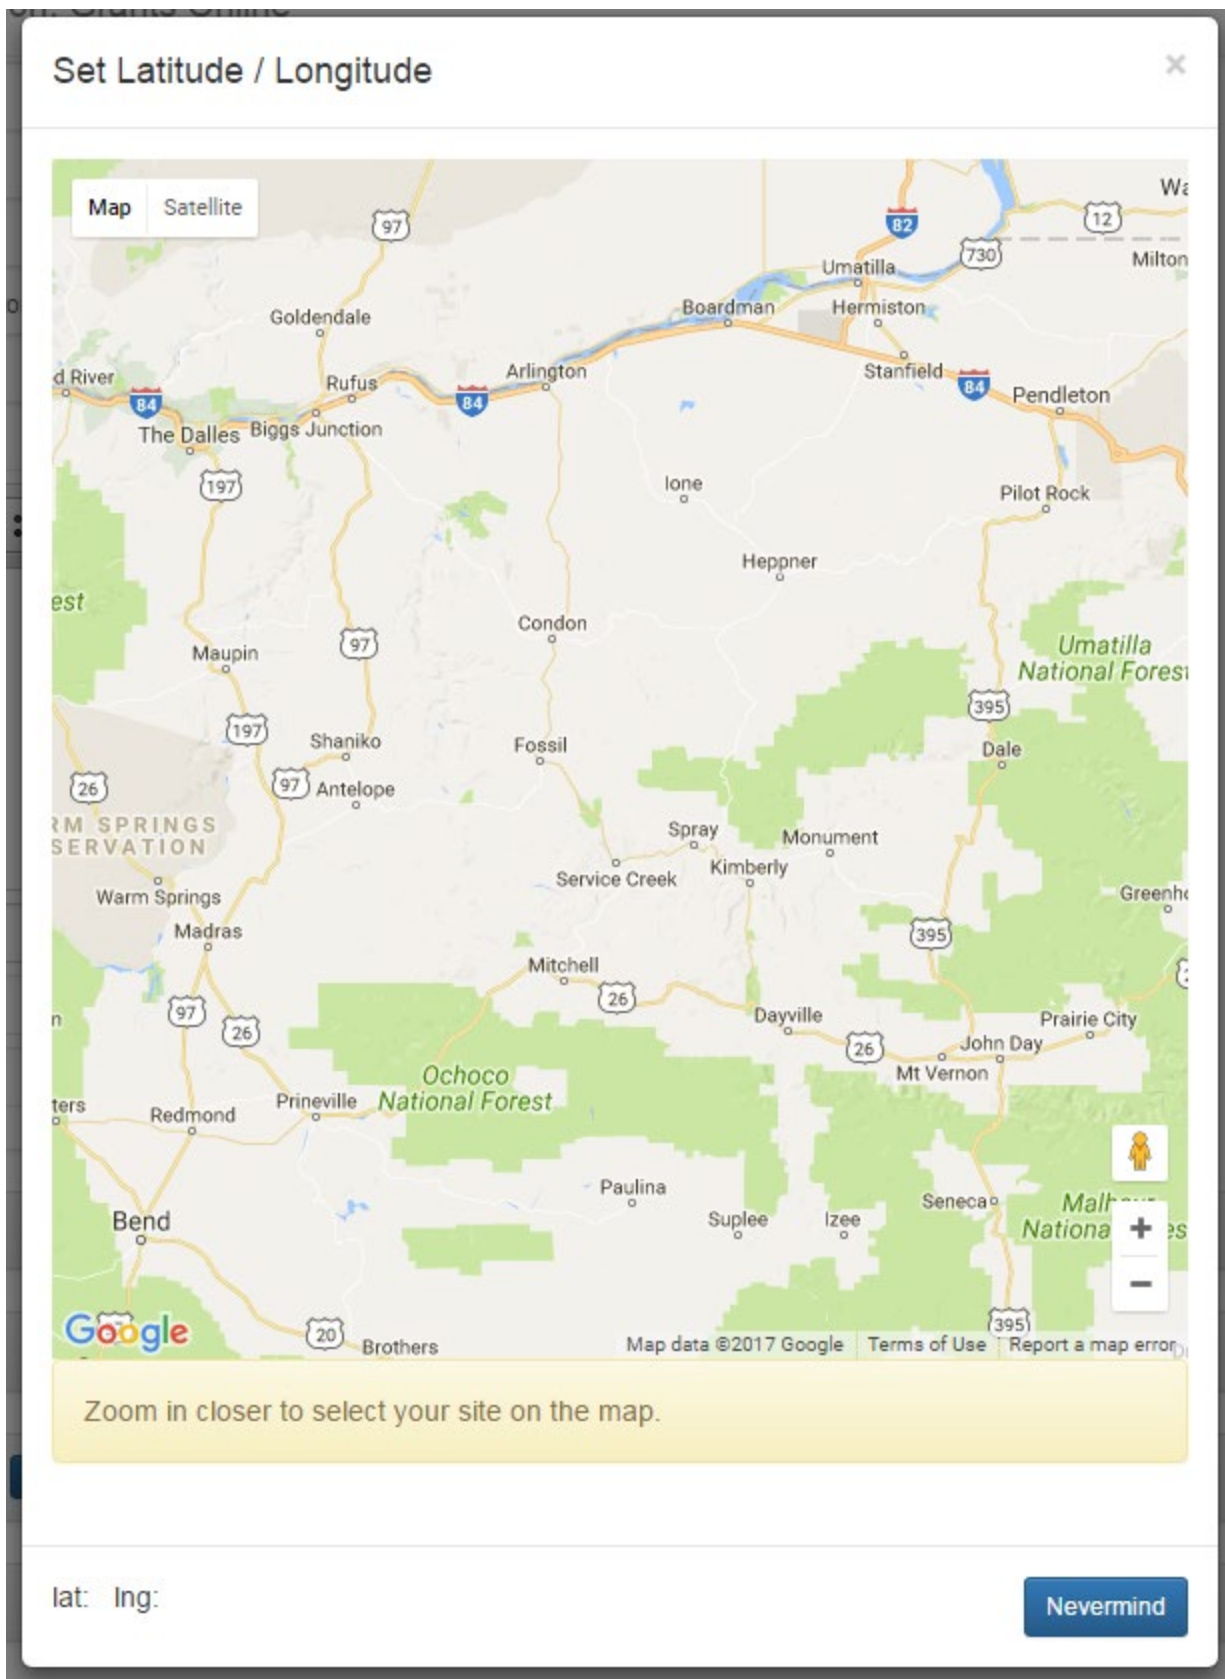 Set Latitude / Longitude ×
Map Satellite
97
82
12
730
Umatilla
Milton
Boardman
Hermiston
Goldendale
d River
Rufus
Arlington
Stanfield
84
84
84
Pendleton
The Dalles
Biggs Junction
197
Ione
Pilot Rock
Heppner
est
Condon
Maupin
97
Umatilla
National Forest
395
197
Shaniko
Fossil
Dale
26
97
Antelope
RM SPRINGS
SERVATION
Spray
Monument
Kimberly
Service Creek
Warm Springs
Greenho
Madras
395
Mitchell
26
97
26
Dayville
Prairie City
26
John Day
Mt Vernon
Ochoco
National Forest
ters
Redmond
Prineville
Paulina
Seneca
Bend
Suplee
Izee
Nationa
es
+
−
Google
20
Brothers
395
Map data ©2017 Google Terms of Use Report a map error
Zoom in closer to select your site on the map.
lat: lng:
Nevermind